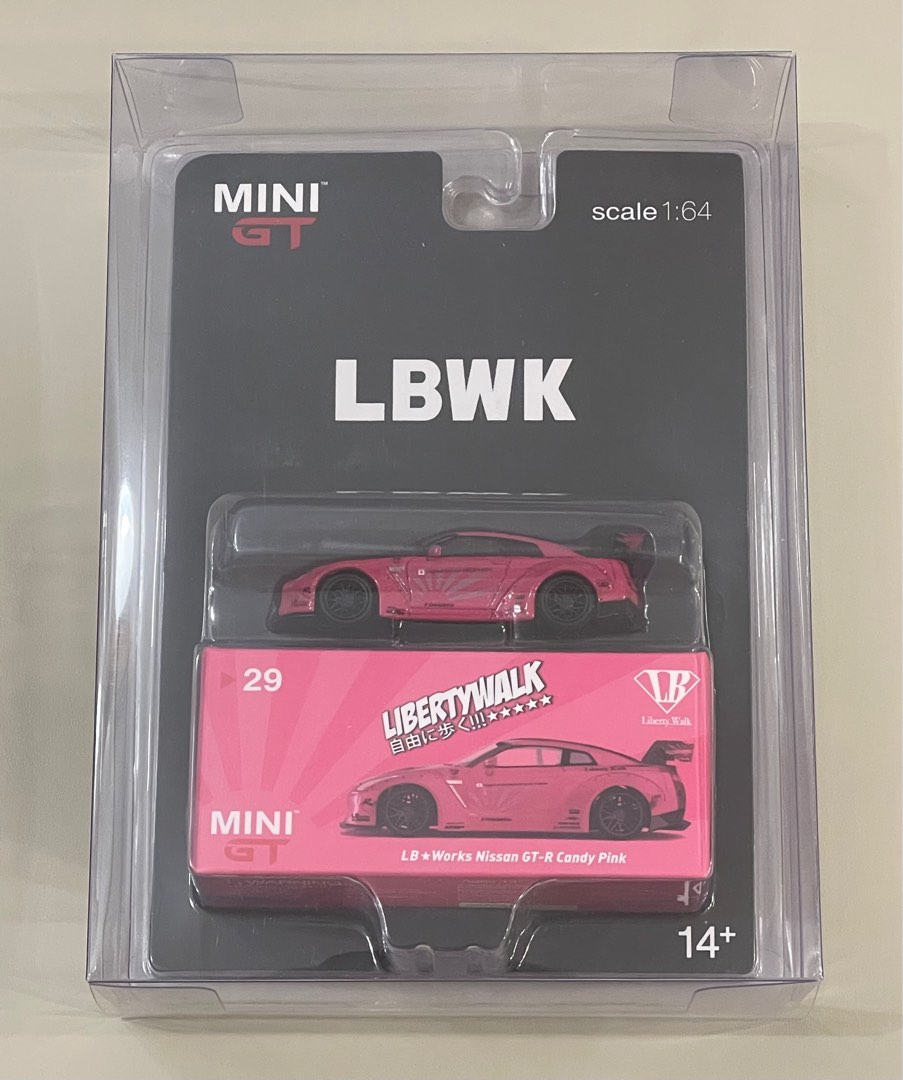 MINI™
GT
scale 1:64
LBWK
29
LIBERTYWALK
自由に歩く!!!★★★★★
LB
Liberty Walk
MINI
GT
LB★Works Nissan GT-R Candy Pink
14+